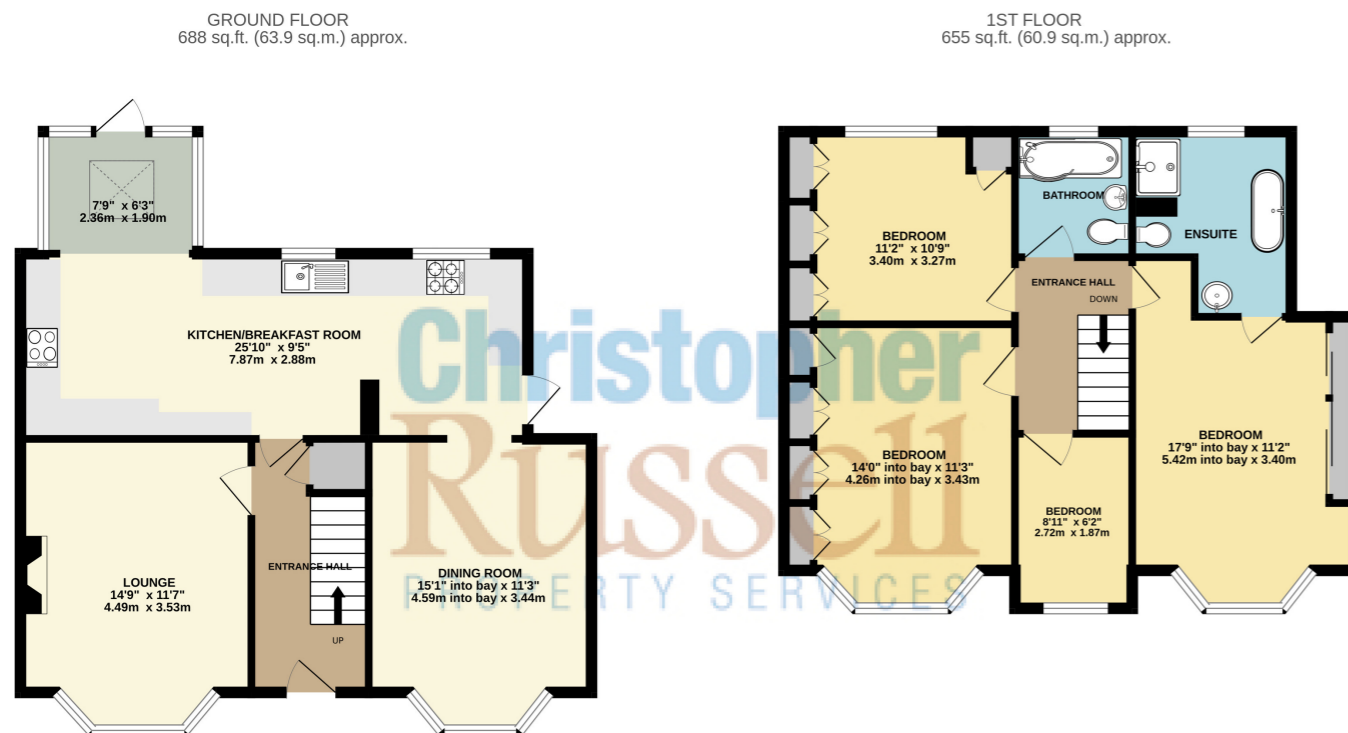 GROUND FLOOR
688 sq.ft. (63.9 sq.m.) approx.
1ST FLOOR
655 sq.ft. (60.9 sq.m.) approx.
7'9" x 6'3"
2.36m x 1.90m
KITCHEN/BREAKFAST ROOM
25'10" x 9'5"
7.87m x 2.88m
LOUNGE
14'9" x 11'7"
4.49m x 3.53m
ENTRANCE HALL
UP
DINING ROOM
15'1" into bay x 11'3"
4.59m into bay x 3.44m
BEDROOM
11'2" x 10'9"
3.40m x 3.27m
BATHROOM
ENSUITE
ENTRANCE HALL
DOWN
BEDROOM
14'0" into bay x 11'3"
4.26m into bay x 3.43m
BEDROOM
8'11" x 6'2"
2.72m x 1.87m
BEDROOM
17'9" into bay x 11'2"
5.42m into bay x 3.40m
Christopher
Russell
PROPERTY SERVICES